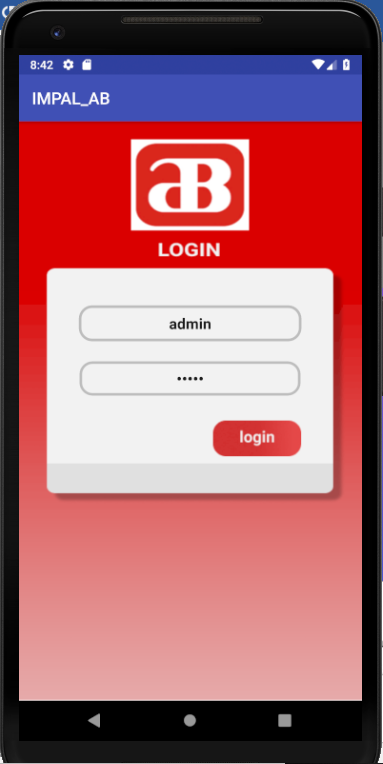 8:42
IMPAL_AB
aB
LOGIN
admin
•••••
login